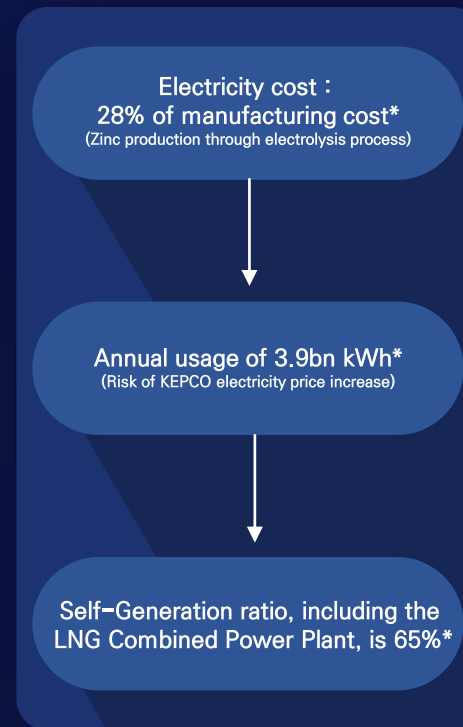 Electricity cost :
28% of manufacturing cost*
(Zinc production through electrolysis process)
Annual usage of 3.9bn kWh*
(Risk of KEPCO electricity price increase)
Self-Generation ratio, including the
LNG Combined Power Plant, is 65%*